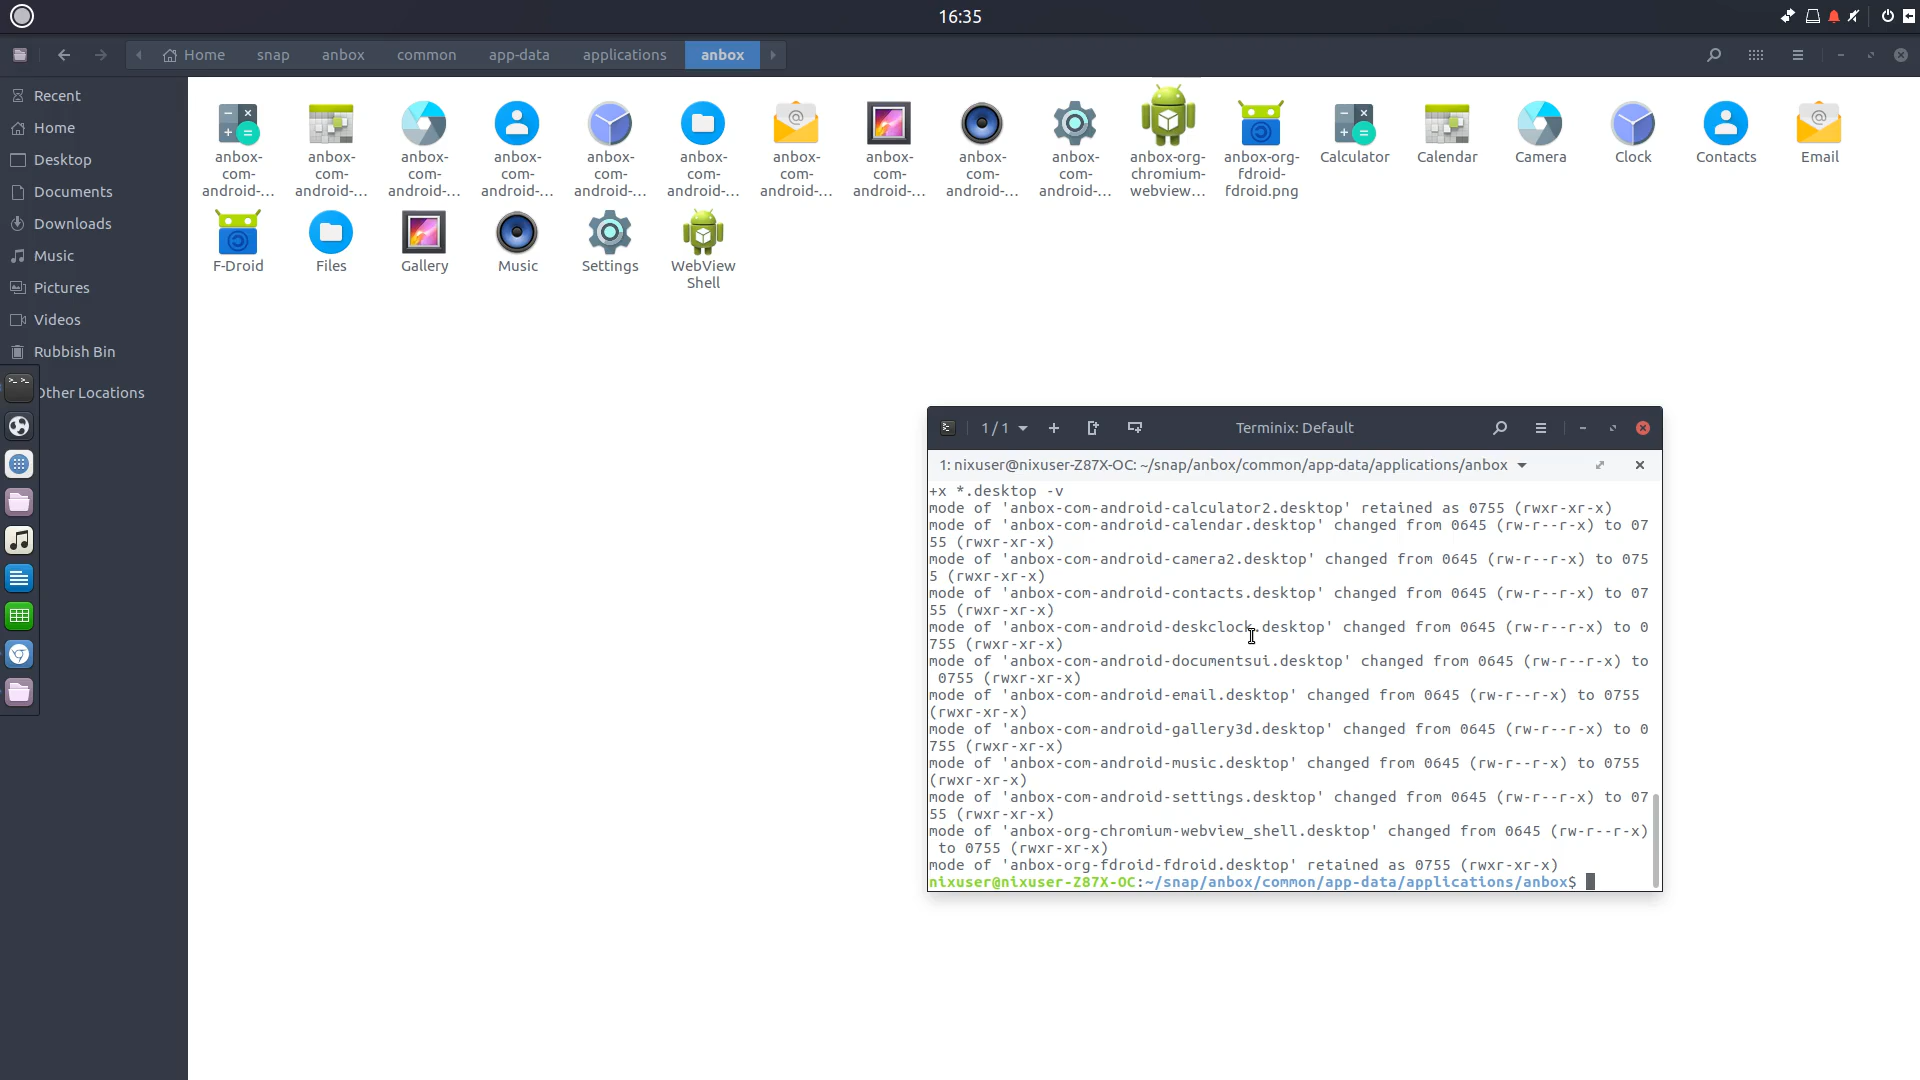 16:35
Home snap anbox common app-data applications anbox
Recent
Home
Desktop
Documents
Downloads
Music
Pictures
Videos
Rubbish Bin
Other Locations
anbox-com-android-...
anbox-com-android-...
anbox-com-android-...
anbox-com-android-...
anbox-com-android-...
anbox-com-android-...
anbox-com-android-...
anbox-com-android-...
anbox-com-android-...
anbox-com-android-...
anbox-org-chromium-webview...
anbox-org-fdroid-fdroid.png
Calculator
Calendar
Camera
Clock
Contacts
Email
F-Droid
Files
Gallery
Music
Settings
WebView Shell
1 / 1 Terminix: Default
1: nixuser@nixuser-Z87X-OC: ~/snap/anbox/common/app-data/applications/anbox
+x *.desktop -v
mode of 'anbox-com-android-calculator2.desktop' retained as 0755 (rwxr-xr-x)
mode of 'anbox-com-android-calendar.desktop' changed from 0645 (rw-r--r-x) to 07
55 (rwxr-xr-x)
mode of 'anbox-com-android-camera2.desktop' changed from 0645 (rw-r--r-x) to 075
5 (rwxr-xr-x)
mode of 'anbox-com-android-contacts.desktop' changed from 0645 (rw-r--r-x) to 07
55 (rwxr-xr-x)
mode of 'anbox-com-android-deskclock.desktop' changed from 0645 (rw-r--r-x) to 0
755 (rwxr-xr-x)
mode of 'anbox-com-android-documentsui.desktop' changed from 0645 (rw-r--r-x) to
0755 (rwxr-xr-x)
mode of 'anbox-com-android-email.desktop' changed from 0645 (rw-r--r-x) to 0755
(rwxr-xr-x)
mode of 'anbox-com-android-gallery3d.desktop' changed from 0645 (rw-r--r-x) to 0
755 (rwxr-xr-x)
mode of 'anbox-com-android-music.desktop' changed from 0645 (rw-r--r-x) to 0755
(rwxr-xr-x)
mode of 'anbox-com-android-settings.desktop' changed from 0645 (rw-r--r-x) to 07
55 (rwxr-xr-x)
mode of 'anbox-org-chromium-webview_shell.desktop' changed from 0645 (rw-r--r-x)
to 0755 (rwxr-xr-x)
mode of 'anbox-org-fdroid-fdroid.desktop' retained as 0755 (rwxr-xr-x)
nixuser@nixuser-Z87X-OC:~/snap/anbox/common/app-data/applications/anbox$